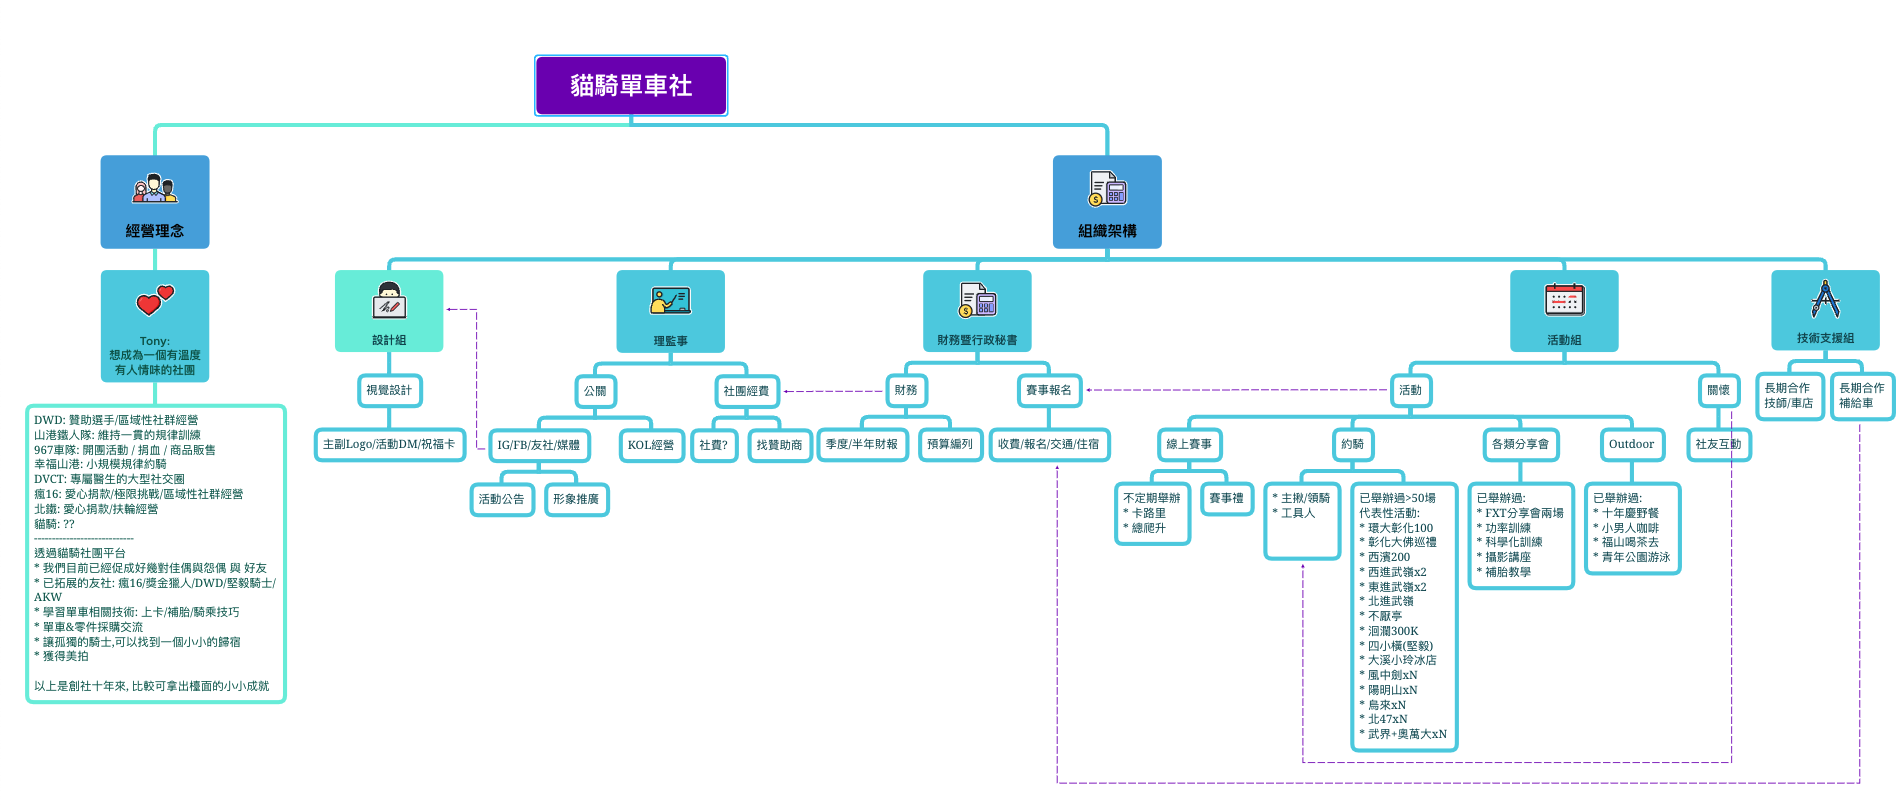 貓騎單車社
經營理念
組織架構
Tony:
想成為一個有溫度
有人情味的社團
設計組
理監事
財務暨行政秘書
活動組
技術支援組
視覺設計
公關
社團經費
財務
賽事報名
活動
關懷
長期合作
技師/車店
長期合作
補給車
DWD: 贊助選手/區域性社群經營
山港鐵人隊: 維持一貫的規律訓練
967車隊: 開團活動 / 捐血 / 商品販售
幸福山港: 小規模規律約騎
DVCT: 專屬醫生的大型社交圈
瘋16: 愛心捐款/極限挑戰/區域性社群經營
北鐵: 愛心捐款/扶輪經營
貓騎: ??
----------------------------
透過貓騎社團平台
* 我們目前已經促成好幾對佳偶與怨偶 與 好友
* 已拓展的友社: 瘋16/獎金獵人/DWD/堅毅騎士/
AKW
* 學習單車相關技術: 上卡/補胎/騎乘技巧
* 單車&零件採購交流
* 讓孤獨的騎士,可以找到一個小小的歸宿
* 獲得美拍
以上是創社十年來, 比較可拿出檯面的小小成就
主副Logo/活動DM/祝福卡
IG/FB/友社/媒體
KOL經營
社費?
找贊助商
季度/半年財報
預算編列
收費/報名/交通/住宿
線上賽事
約騎
各類分享會
Outdoor
社友互動
活動公告
形象推廣
不定期舉辦
* 卡路里
* 總爬升
賽事禮
* 主揪/領騎
* 工具人
已舉辦過>50場
代表性活動:
* 環大彰化100
* 彰化大佛巡禮
* 西濱200
* 西進武嶺x2
* 東進武嶺x2
* 北進武嶺
* 不厭亭
* 洄瀾300K
* 四小橫(堅毅)
* 大溪小玲冰店
* 風中劍xN
* 陽明山xN
* 烏來xN
* 北47xN
* 武界+奧萬大xN
已舉辦過:
* FXT分享會兩場
* 功率訓練
* 科學化訓練
* 攝影講座
* 補胎教學
已舉辦過:
* 十年慶野餐
* 小男人咖啡
* 福山喝茶去
* 青年公園游泳